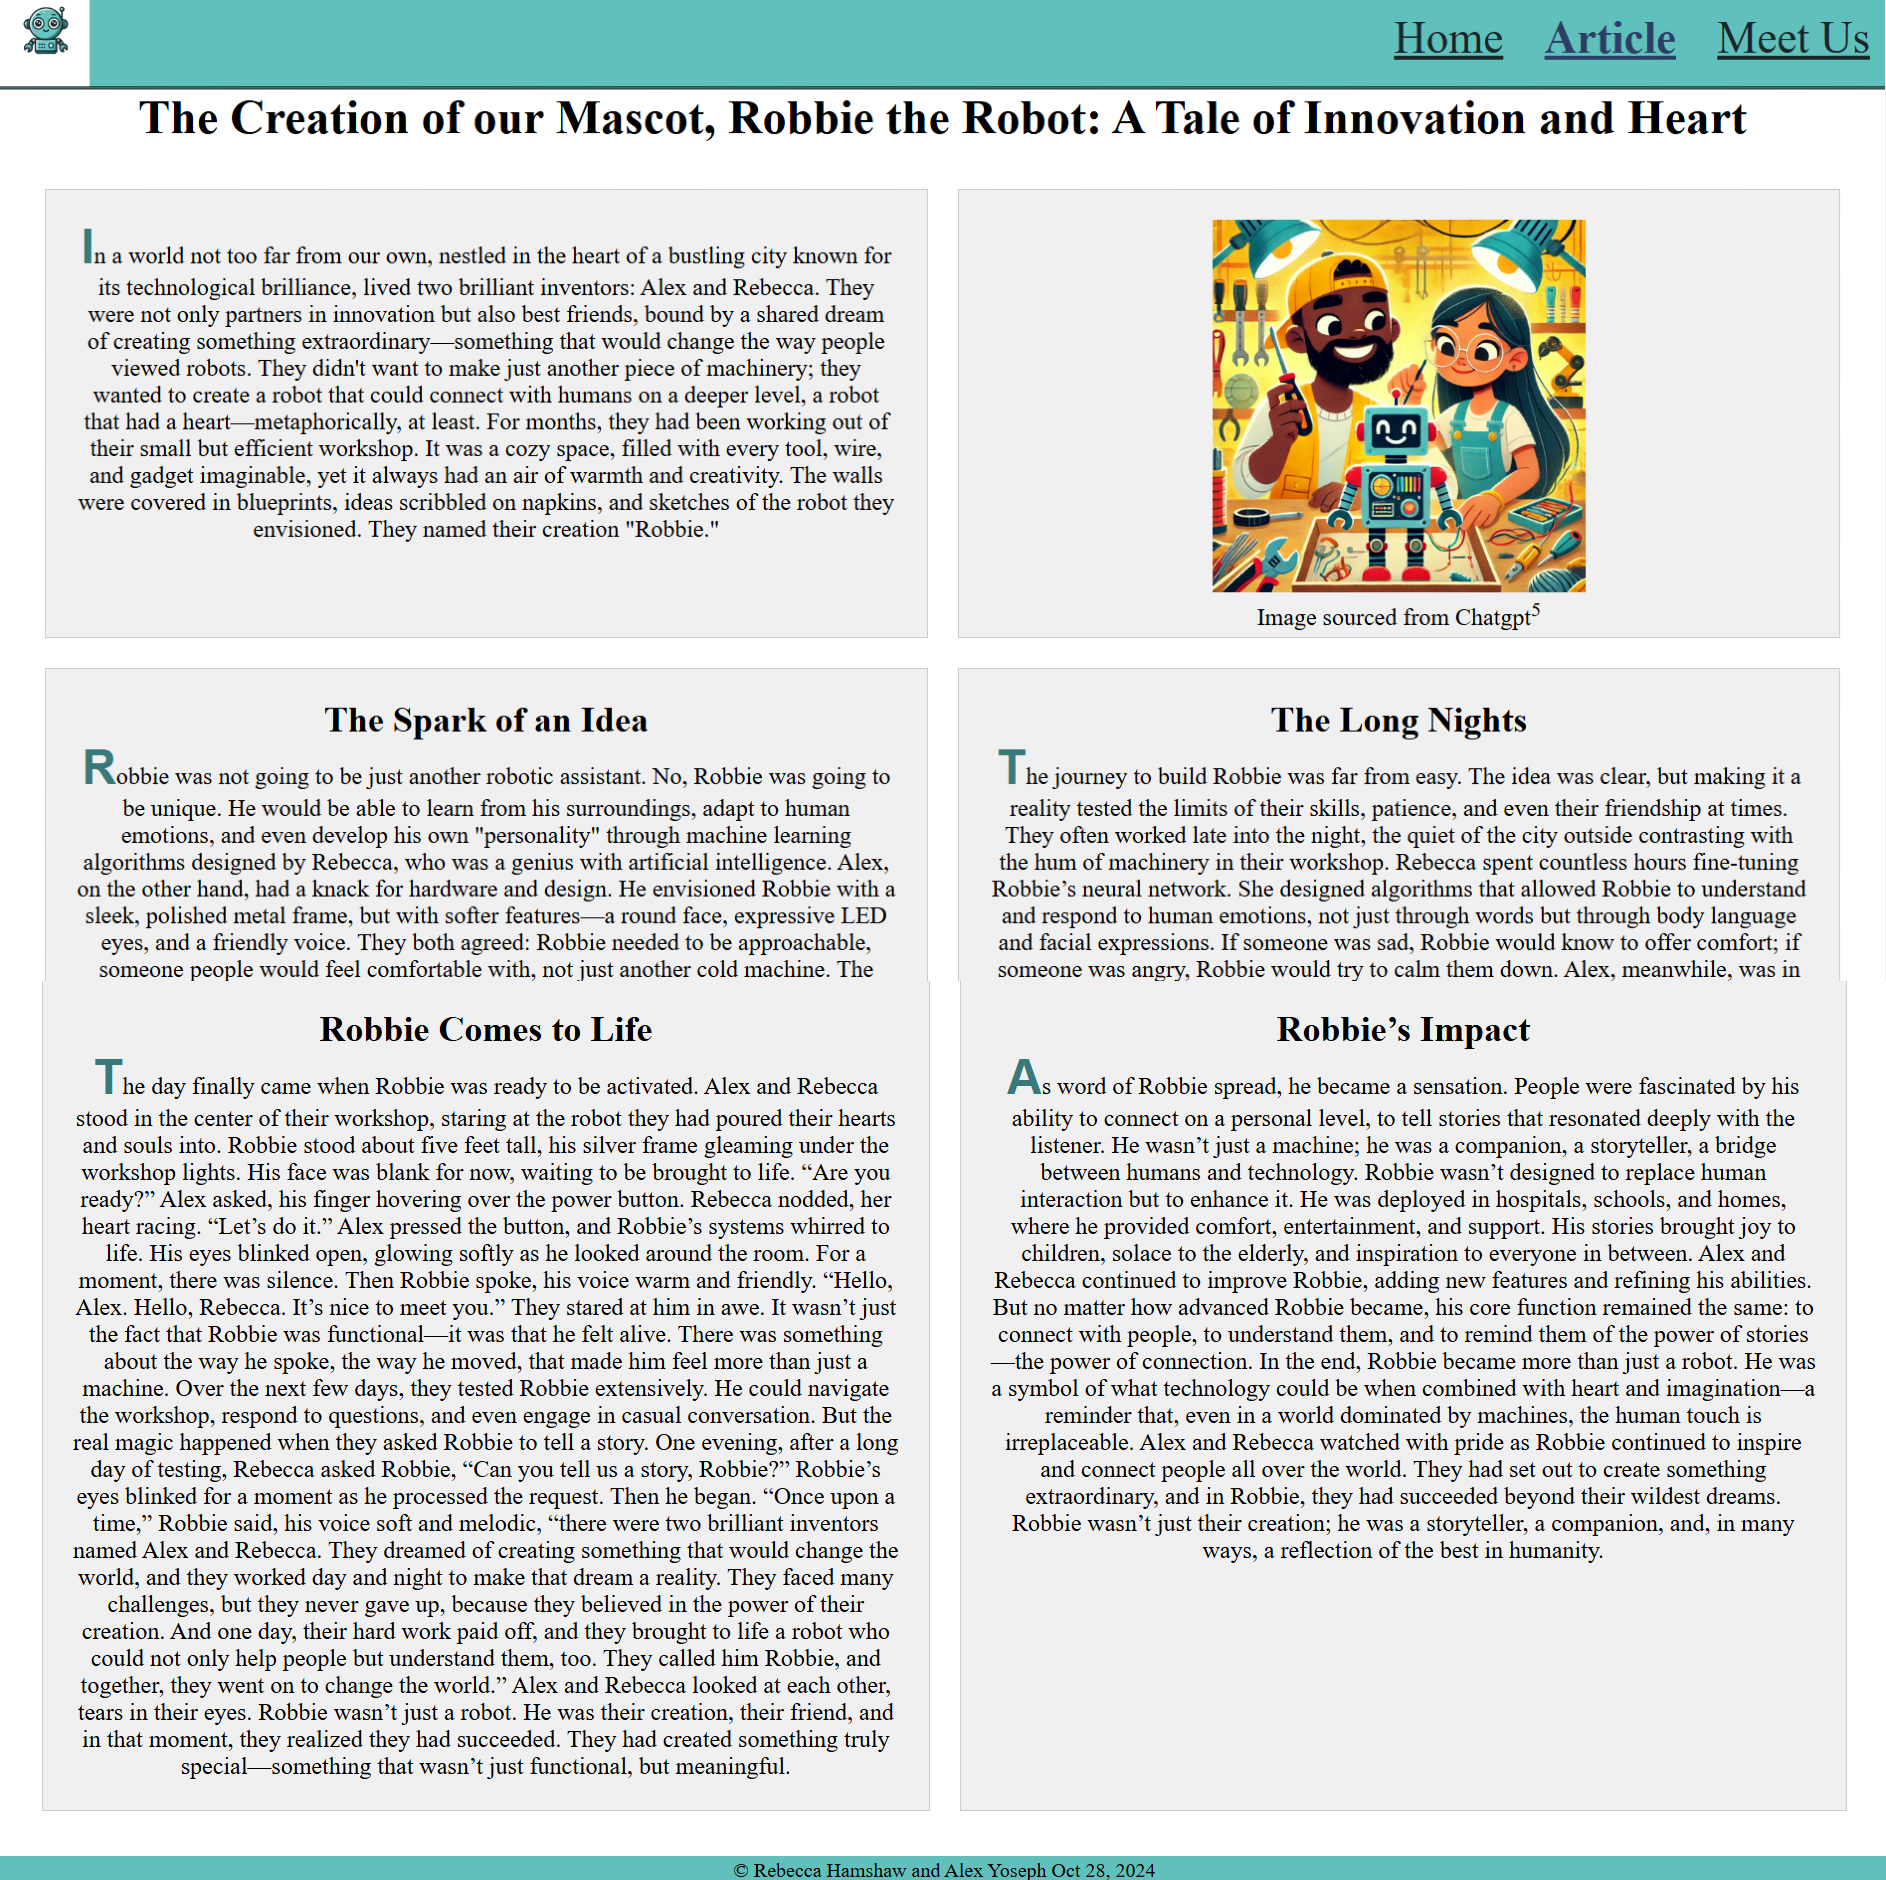 Home Article Meet Us
The Creation of our Mascot, Robbie the Robot: A Tale of Innovation and Heart
In a world not too far from our own, nestled in the heart of a bustling city known for
its technological brilliance, lived two brilliant inventors: Alex and Rebecca. They
were not only partners in innovation but also best friends, bound by a shared dream
of creating something extraordinary—something that would change the way people
viewed robots. They didn't want to make just another piece of machinery; they
wanted to create a robot that could connect with humans on a deeper level, a robot
that had a heart—metaphorically, at least. For months, they had been working out of
their small but efficient workshop. It was a cozy space, filled with every tool, wire,
and gadget imaginable, yet it always had an air of warmth and creativity. The walls
were covered in blueprints, ideas scribbled on napkins, and sketches of the robot they
envisioned. They named their creation "Robbie."
Image sourced from Chatgpt5
The Spark of an Idea
Robbie was not going to be just another robotic assistant. No, Robbie was going to
be unique. He would be able to learn from his surroundings, adapt to human
emotions, and even develop his own "personality" through machine learning
algorithms designed by Rebecca, who was a genius with artificial intelligence. Alex,
on the other hand, had a knack for hardware and design. He envisioned Robbie with a
sleek, polished metal frame, but with softer features—a round face, expressive LED
eyes, and a friendly voice. They both agreed: Robbie needed to be approachable,
someone people would feel comfortable with, not just another cold machine. The
The Long Nights
The journey to build Robbie was far from easy. The idea was clear, but making it a
reality tested the limits of their skills, patience, and even their friendship at times.
They often worked late into the night, the quiet of the city outside contrasting with
the hum of machinery in their workshop. Rebecca spent countless hours fine-tuning
Robbie’s neural network. She designed algorithms that allowed Robbie to understand
and respond to human emotions, not just through words but through body language
and facial expressions. If someone was sad, Robbie would know to offer comfort; if
someone was angry, Robbie would try to calm them down. Alex, meanwhile, was in
Robbie Comes to Life
The day finally came when Robbie was ready to be activated. Alex and Rebecca
stood in the center of their workshop, staring at the robot they had poured their hearts
and souls into. Robbie stood about five feet tall, his silver frame gleaming under the
workshop lights. His face was blank for now, waiting to be brought to life. “Are you
ready?” Alex asked, his finger hovering over the power button. Rebecca nodded, her
heart racing. “Let’s do it.” Alex pressed the button, and Robbie’s systems whirred to
life. His eyes blinked open, glowing softly as he looked around the room. For a
moment, there was silence. Then Robbie spoke, his voice warm and friendly. “Hello,
Alex. Hello, Rebecca. It’s nice to meet you.” They stared at him in awe. It wasn’t just
the fact that Robbie was functional—it was that he felt alive. There was something
about the way he spoke, the way he moved, that made him feel more than just a
machine. Over the next few days, they tested Robbie extensively. He could navigate
the workshop, respond to questions, and even engage in casual conversation. But the
real magic happened when they asked Robbie to tell a story. One evening, after a long
day of testing, Rebecca asked Robbie, “Can you tell us a story, Robbie?” Robbie’s
eyes blinked for a moment as he processed the request. Then he began. “Once upon a
time,” Robbie said, his voice soft and melodic, “there were two brilliant inventors
named Alex and Rebecca. They dreamed of creating something that would change the
world, and they worked day and night to make that dream a reality. They faced many
challenges, but they never gave up, because they believed in the power of their
creation. And one day, their hard work paid off, and they brought to life a robot who
could not only help people but understand them, too. They called him Robbie, and
together, they went on to change the world.” Alex and Rebecca looked at each other,
tears in their eyes. Robbie wasn’t just a robot. He was their creation, their friend, and
in that moment, they realized they had succeeded. They had created something truly
special—something that wasn’t just functional, but meaningful.
Robbie’s Impact
As word of Robbie spread, he became a sensation. People were fascinated by his
ability to connect on a personal level, to tell stories that resonated deeply with the
listener. He wasn’t just a machine; he was a companion, a storyteller, a bridge
between humans and technology. Robbie wasn’t designed to replace human
interaction but to enhance it. He was deployed in hospitals, schools, and homes,
where he provided comfort, entertainment, and support. His stories brought joy to
children, solace to the elderly, and inspiration to everyone in between. Alex and
Rebecca continued to improve Robbie, adding new features and refining his abilities.
But no matter how advanced Robbie became, his core function remained the same: to
connect with people, to understand them, and to remind them of the power of stories
—the power of connection. In the end, Robbie became more than just a robot. He was
a symbol of what technology could be when combined with heart and imagination—a
reminder that, even in a world dominated by machines, the human touch is
irreplaceable. Alex and Rebecca watched with pride as Robbie continued to inspire
and connect people all over the world. They had set out to create something
extraordinary, and in Robbie, they had succeeded beyond their wildest dreams.
Robbie wasn’t just their creation; he was a storyteller, a companion, and, in many
ways, a reflection of the best in humanity.
© Rebecca Hamshaw and Alex Yoseph Oct 28, 2024